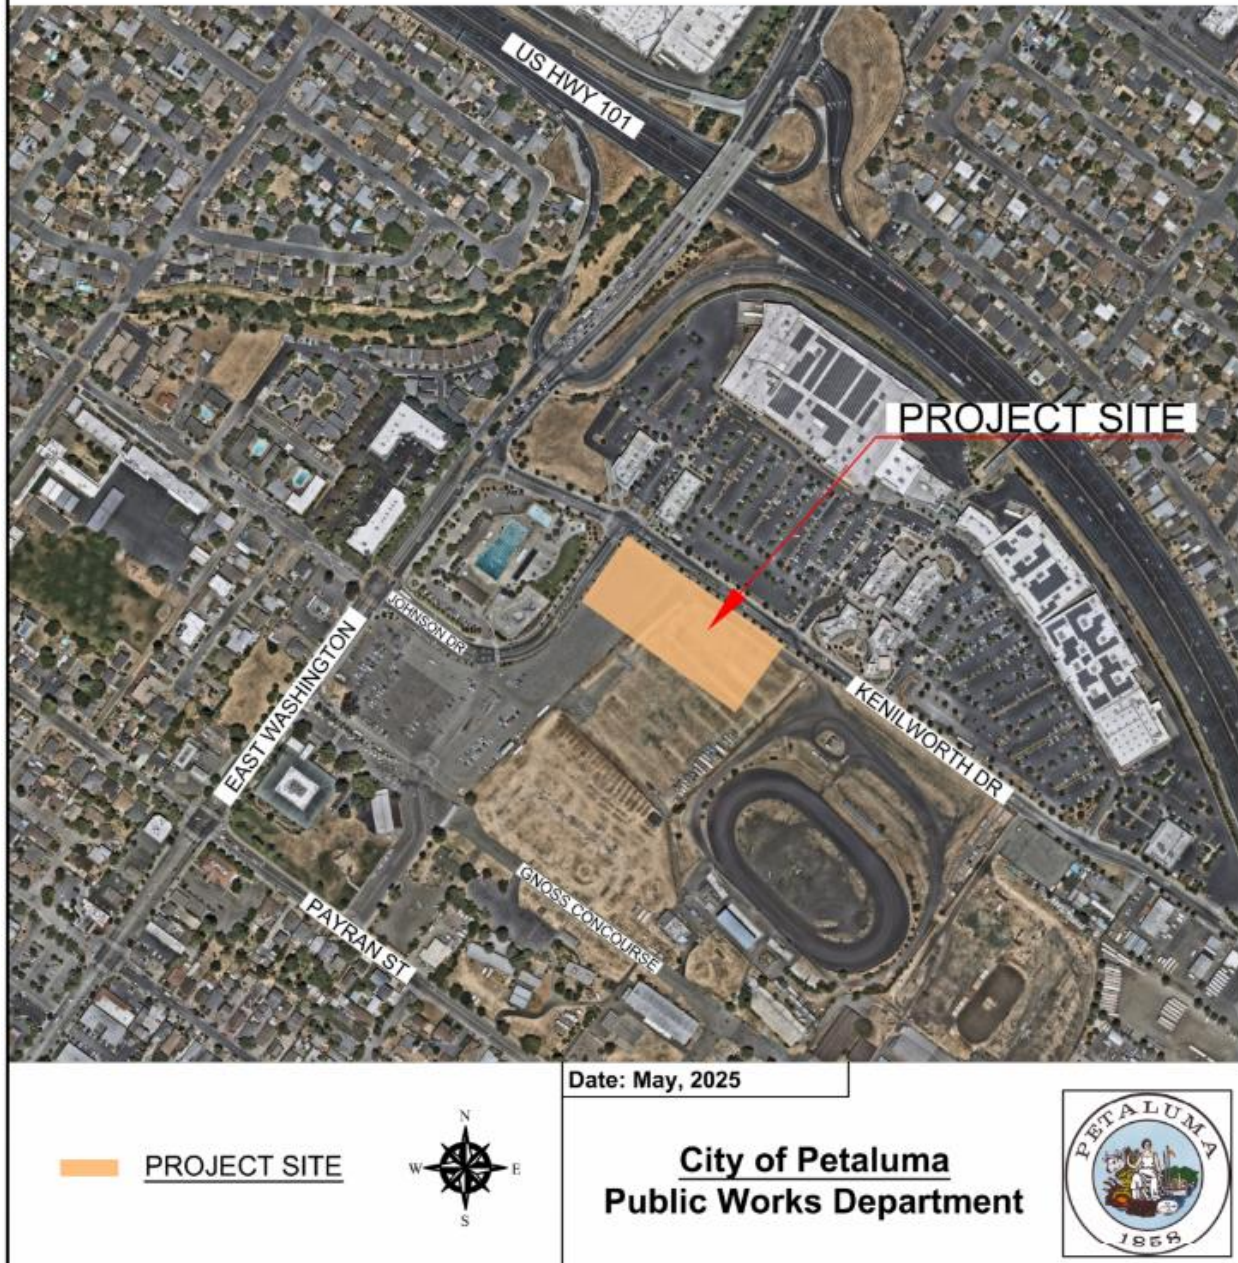 US HWY 101
PROJECT SITE
JOHNSON DR
EAST WASHINGTON
KENILWORTH DR
GNOSS CONCOURSE
PAYRAN ST
Date: May, 2025
PROJECT SITE
N
W
E
S
City of Petaluma
Public Works Department
PETALUMA
1858